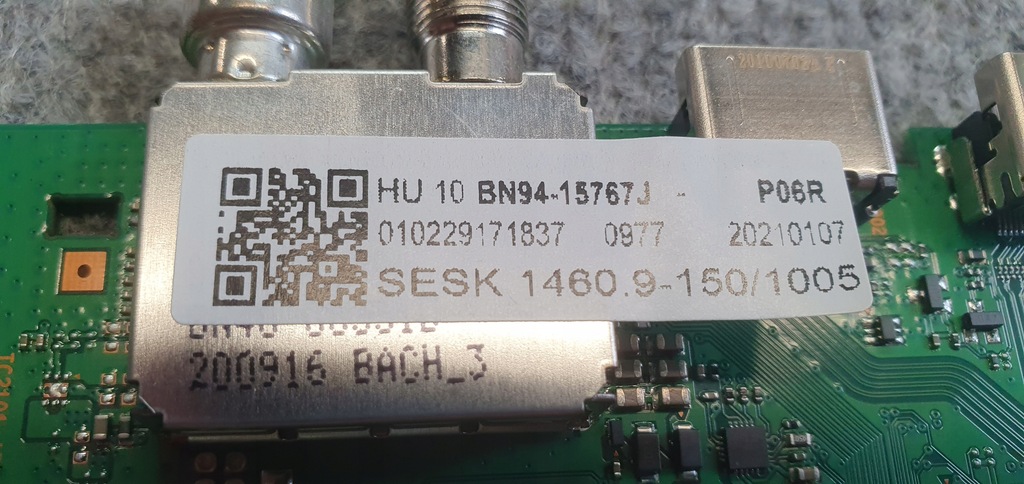 HU 10 BN94-15767J - P06R
010229171837 0977 20210107
SESK 1460.9-150/1005
200916 BACH_3